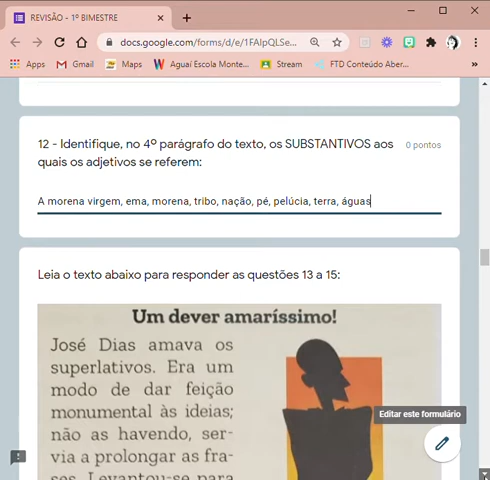 REVISÃO - 1º BIMESTRE
docs.google.com/forms/d/e/1FAIpQLSe...
Apps
Gmail
Maps
Aguaí Escola Monte...
Stream
FTD Conteúdo Aber...
12 - Identifique, no 4º parágrafo do texto, os SUBSTANTIVOS aos
0 pontos
quais os adjetivos se referem:
A morena virgem, ema, morena, tribo, nação, pé, pelúcia, terra, águas
Leia o texto abaixo para responder as questões 13 a 15:
Um dever amaríssimo!
José Dias amava os
superlativos. Era um
modo de dar feição
monumental às ideias;
não as havendo, ser-
via a prolongar as fra-
ses. Levantou-se para
Editar este formulário